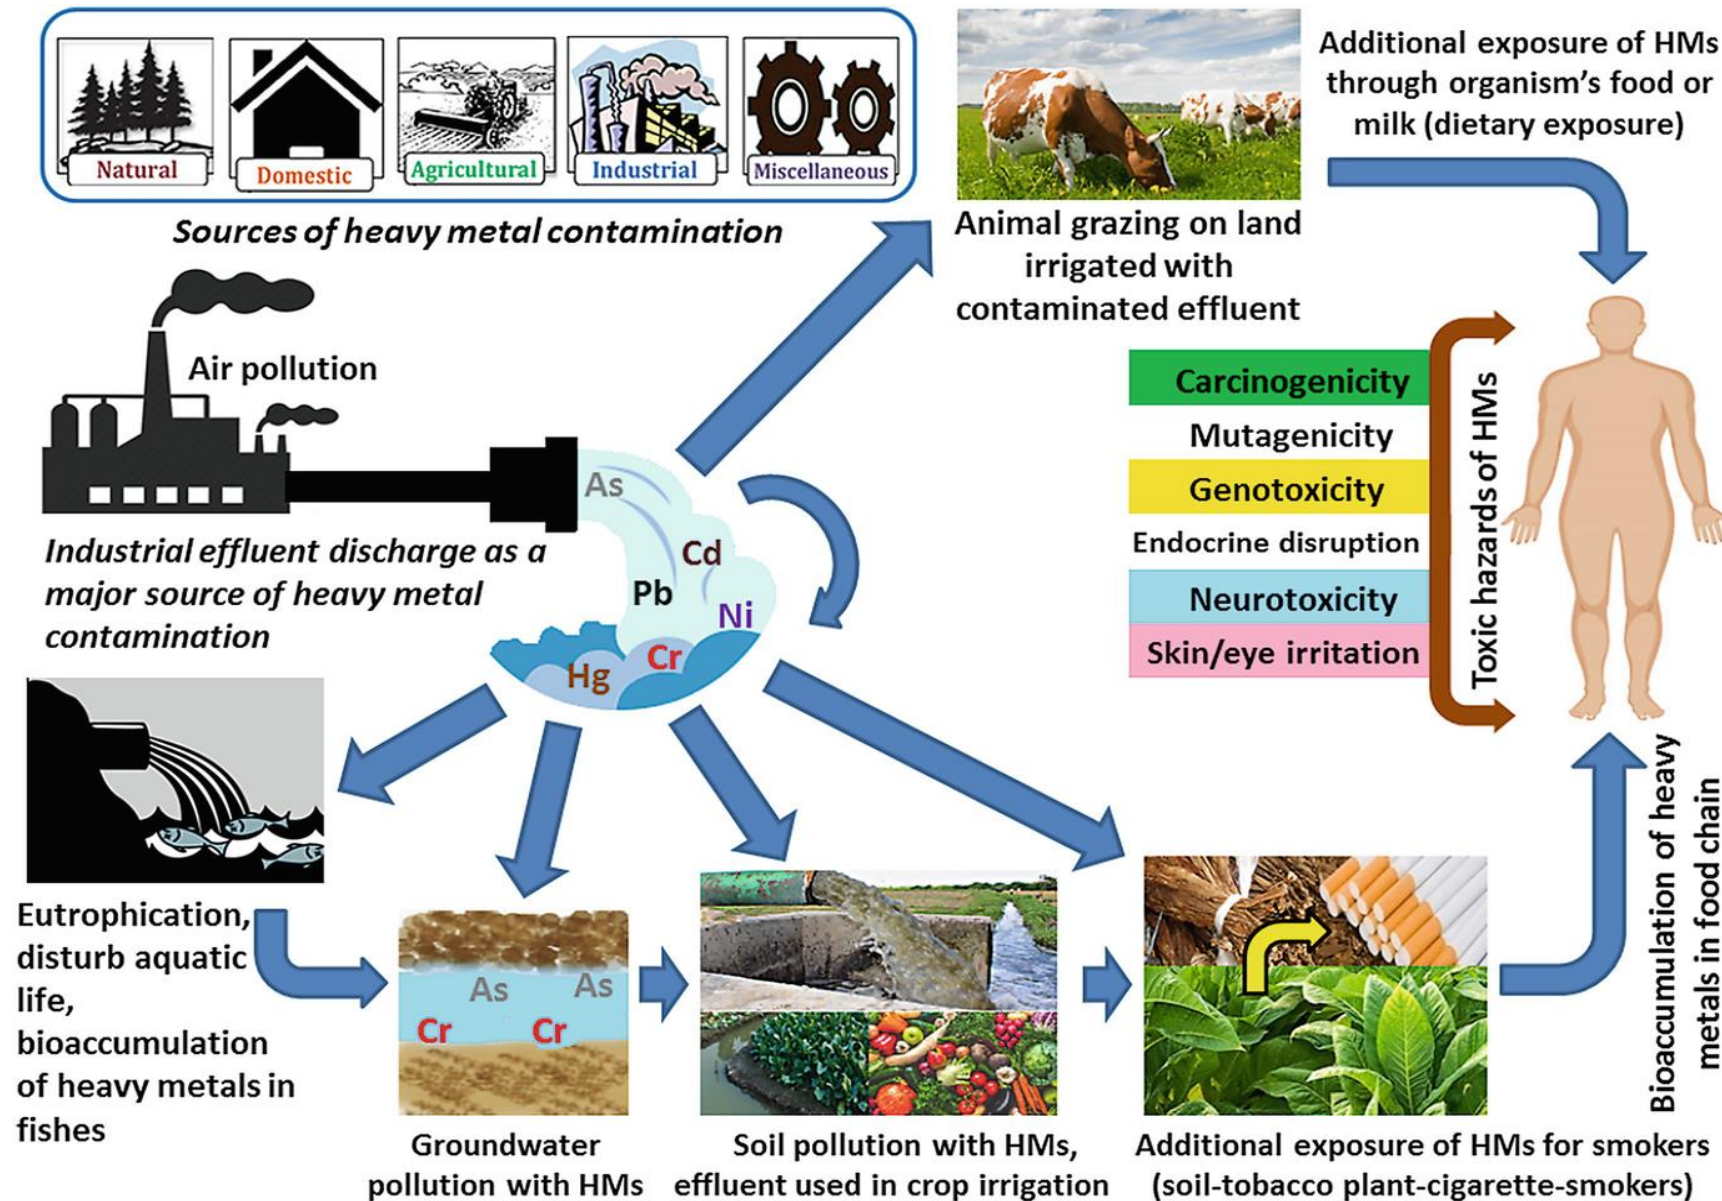 Natural
Domestic
Agricultural
Industrial
Miscellaneous
Sources of heavy metal contamination
Additional exposure of HMs
through organism's food or
milk (dietary exposure)
Animal grazing on land
irrigated with
contaminated effluent
Air pollution
Industrial effluent discharge as a
major source of heavy metal
contamination
As
Cd
Pb
Ni
Cr
Hg
Carcinogenicity
Mutagenicity
Genotoxicity
Endocrine disruption
Neurotoxicity
Skin/eye irritation
Toxic hazards of HMs
Eutrophication,
disturb aquatic
life,
bioaccumulation
of heavy metals in
fishes
As
As
Cr
Cr
Groundwater
pollution with HMs
Soil pollution with HMs,
effluent used in crop irrigation
Additional exposure of HMs for smokers
(soil-tobacco plant-cigarette-smokers)
Bioaccumulation of heavy
metals in food chain